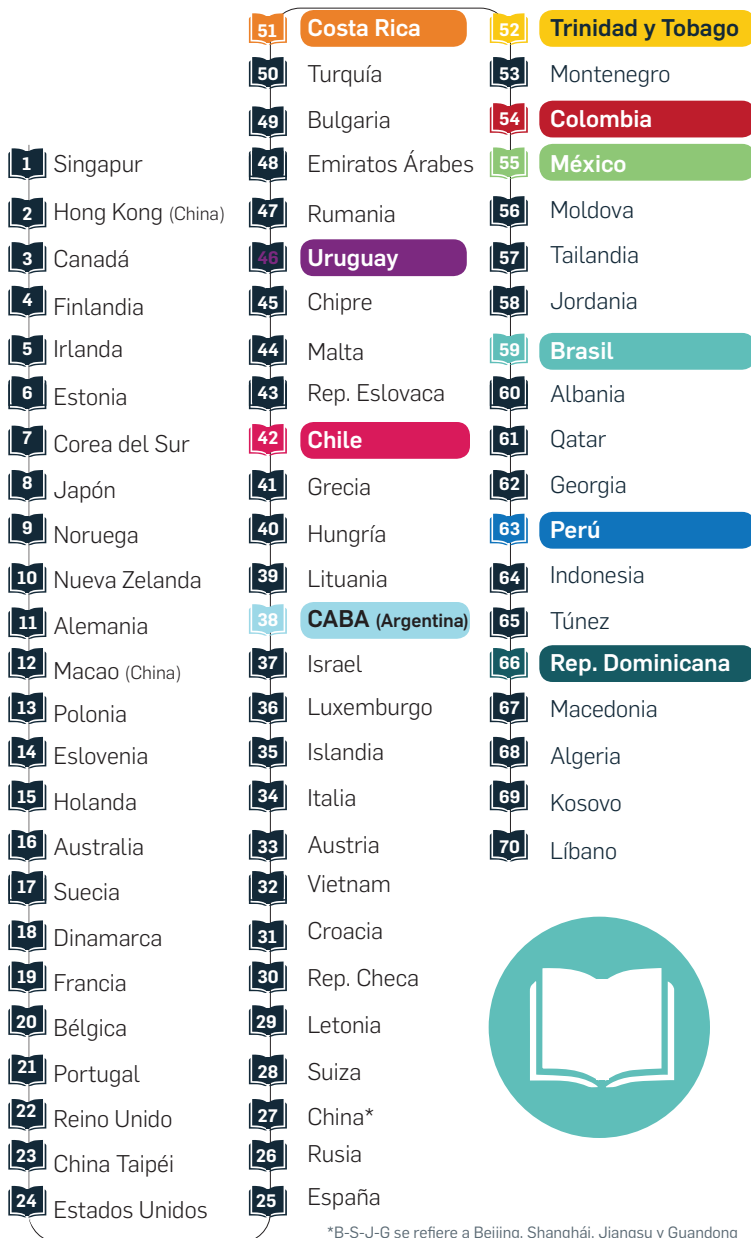 1 Singapur
2 Hong Kong (China)
3 Canadá
4 Finlandia
5 Irlanda
6 Estonia
7 Corea del Sur
8 Japón
9 Noruega
10 Nueva Zelanda
11 Alemania
12 Macao (China)
13 Polonia
14 Eslovenia
15 Holanda
16 Australia
17 Suecia
18 Dinamarca
19 Francia
20 Bélgica
21 Portugal
22 Reino Unido
23 China Taipéi
24 Estados Unidos
51 Costa Rica
50 Turquía
49 Bulgaria
48 Emiratos Árabes
47 Rumania
46 Uruguay
45 Chipre
44 Malta
43 Rep. Eslovaca
42 Chile
41 Grecia
40 Hungría
39 Lituania
38 CABA (Argentina)
37 Israel
36 Luxemburgo
35 Islandia
34 Italia
33 Austria
32 Vietnam
31 Croacia
30 Rep. Checa
29 Letonia
28 Suiza
27 China*
26 Rusia
25 España
52 Trinidad y Tobago
53 Montenegro
54 Colombia
55 México
56 Moldova
57 Tailandia
58 Jordania
59 Brasil
60 Albania
61 Qatar
62 Georgia
63 Perú
64 Indonesia
65 Túnez
66 Rep. Dominicana
67 Macedonia
68 Algeria
69 Kosovo
70 Líbano
*B-S-J-G se refiere a Beijing, Shanghái, Jiangsu y Guandong